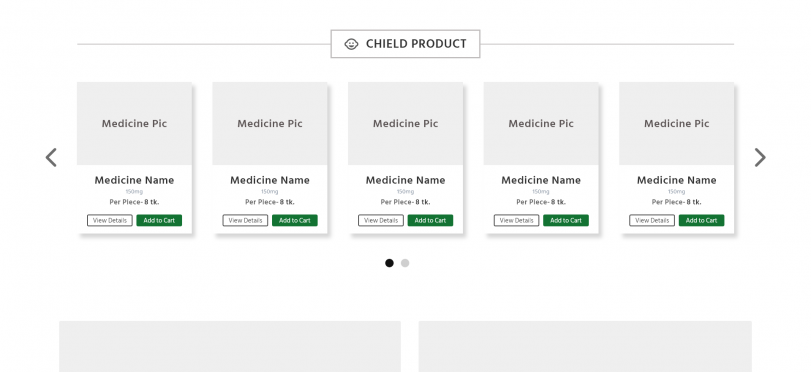 CHIELD PRODUCT
Medicine Pic
Medicine Name
150mg
Per Piece- 8 tk.
View Details
Add to Cart
Medicine Pic
Medicine Name
150mg
Per Piece- 8 tk.
View Details
Add to Cart
Medicine Pic
Medicine Name
150mg
Per Piece- 8 tk.
View Details
Add to Cart
Medicine Pic
Medicine Name
150mg
Per Piece- 8 tk.
View Details
Add to Cart
Medicine Pic
Medicine Name
150mg
Per Piece- 8 tk.
View Details
Add to Cart